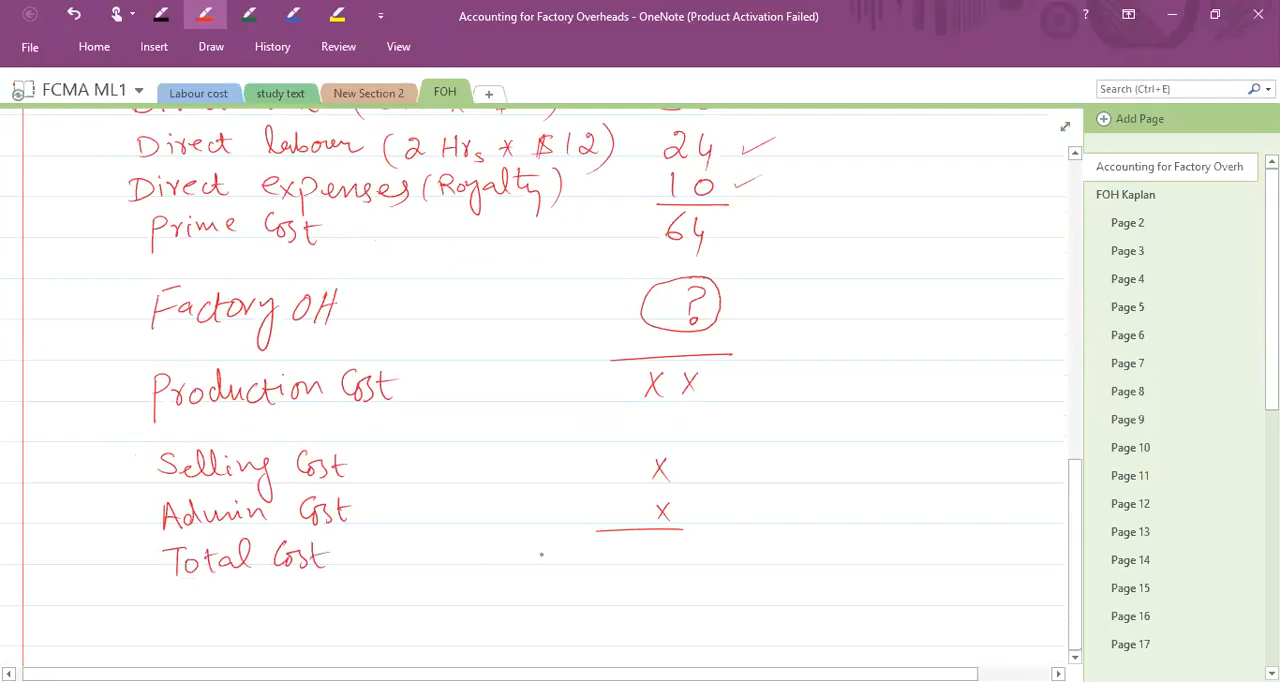 Accounting for Factory Overheads - OneNote (Product Activation Failed)
?
File Home Insert Draw History Review View
FCMA ML1
Labour cost study text New Section 2 FOH +
Search (Ctrl+E)
Add Page
Accounting for Factory Overh
FOH Kaplan
Page 2
Page 3
Page 4
Page 5
Page 6
Page 7
Page 8
Page 9
Page 10
Page 11
Page 12
Page 13
Page 14
Page 15
Page 16
Page 17
Direct labour (2 Hrs * $12) 24 ✓
Direct expenses (Royalty) 10 ✓
Prime Cost 64
Factory OH ?
Production Cost X X
Selling Cost X
Admin Cost X
Total Cost